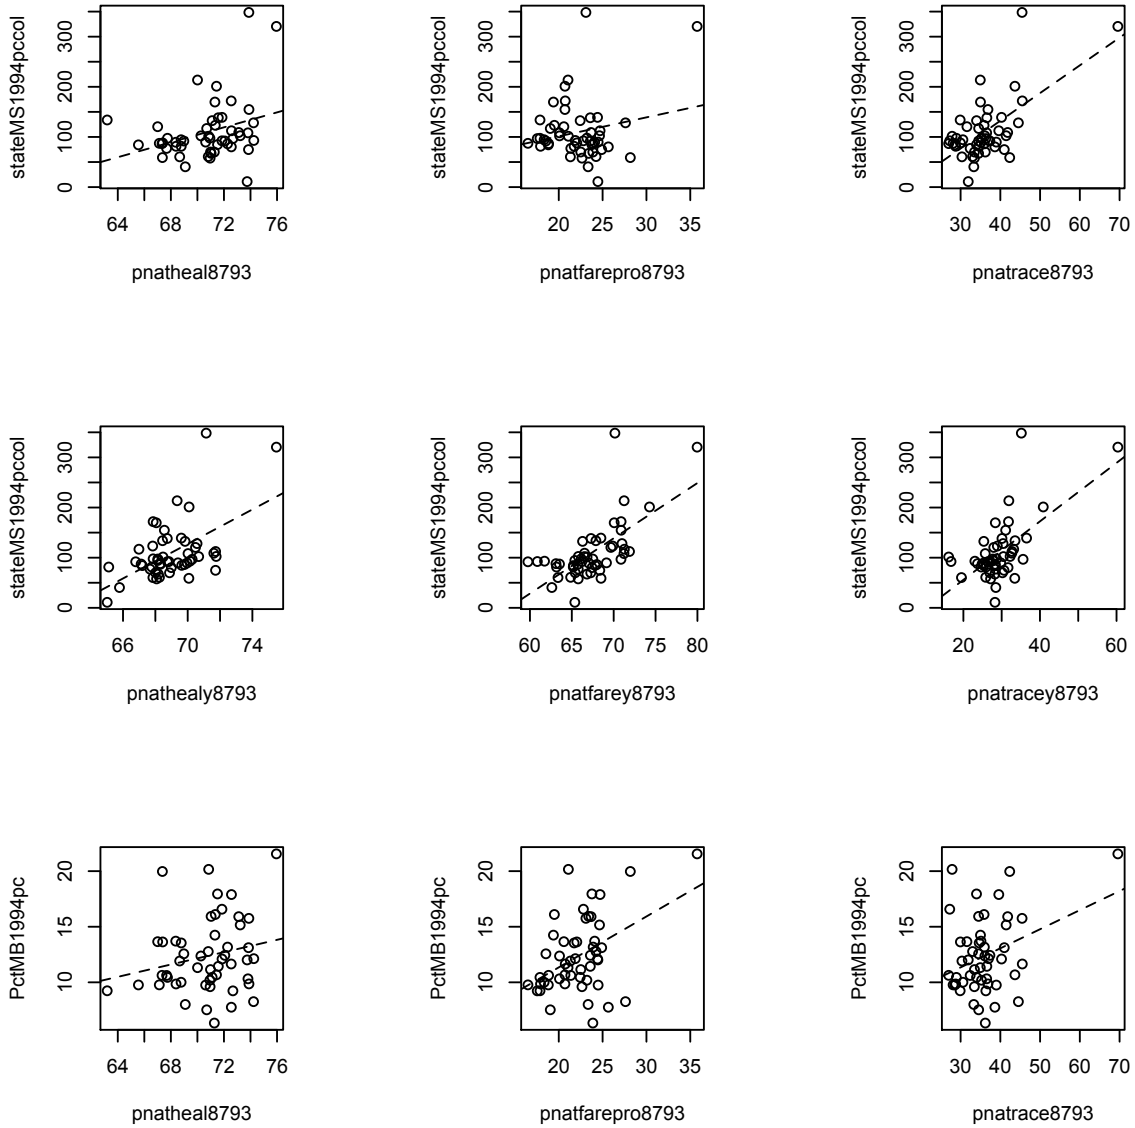 stateMS1994pccol
0 100 200 300
64 68 72 76
pnatheal8793
stateMS1994pccol
0 100 200 300
20 25 30 35
pnatfarepro8793
stateMS1994pccol
0 100 200 300
30 40 50 60 70
pnatrace8793
stateMS1994pccol
0 100 200 300
66 70 74
pnathealy8793
stateMS1994pccol
0 100 200 300
60 65 70 75 80
pnatfarey8793
stateMS1994pccol
0 100 200 300
20 40 60
pnatracey8793
PctMB1994pc
10 15 20
64 68 72 76
pnatheal8793
PctMB1994pc
10 15 20
20 25 30 35
pnatfarepro8793
PctMB1994pc
10 15 20
30 40 50 60 70
pnatrace8793